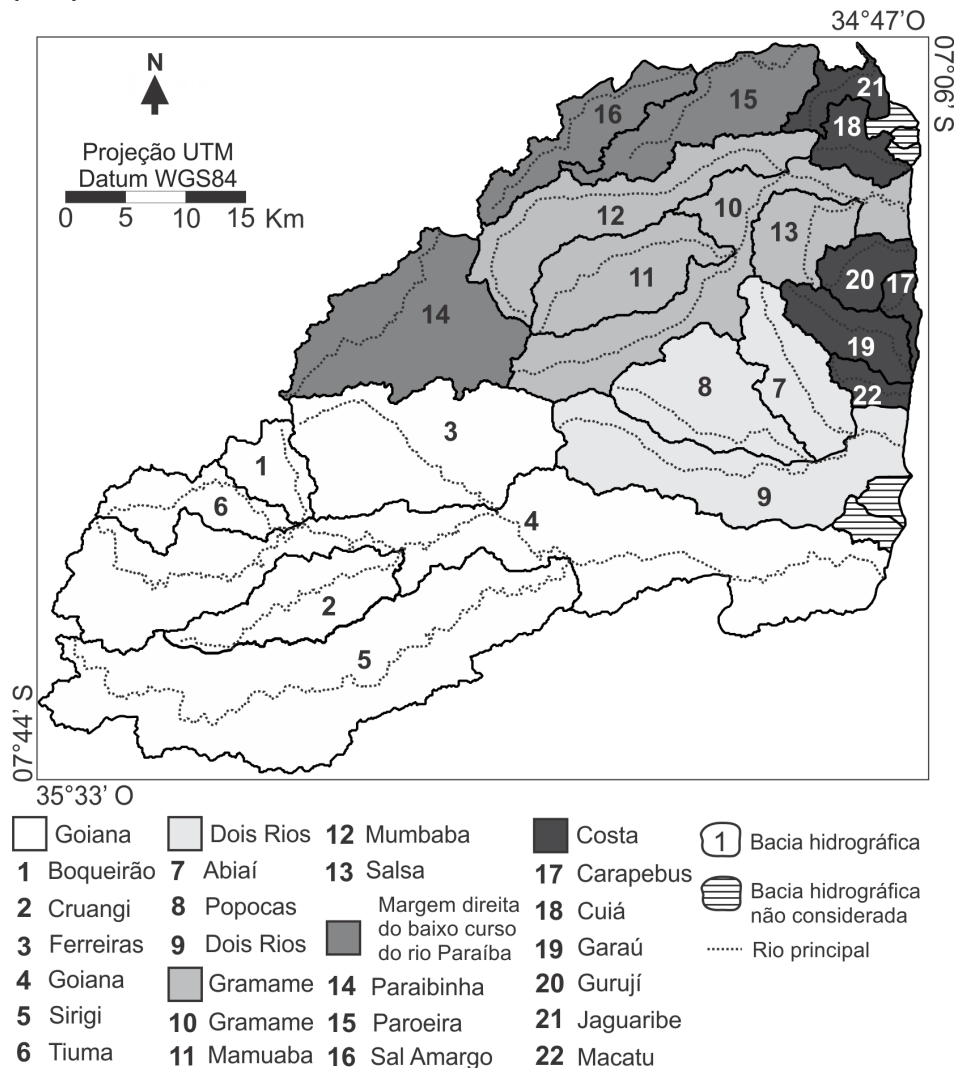 34°47'O
07°06' S
N
Projeção UTM
Datum WGS84
0 5 10 15 Km
21
15
16
18
10
12
13
20
17
11
14
19
22
8
7
3
1
6
9
4
2
5
07°44' S
35°33' O
Goiana
1 Boqueirão
2 Cruangi
3 Ferreiras
4 Goiana
5 Sirigi
6 Tiuma
Dois Rios
7 Abiaí
8 Popocas
9 Dois Rios
Gramame
10 Gramame
11 Mamuaba
12 Mumbaba
13 Salsa
Margem direita
do baixo curso
do rio Paraíba
14 Paraibinha
15 Paroeira
16 Sal Amargo
Costa
17 Carapebus
18 Cuiá
19 Garaú
20 Gurují
21 Jaguaribe
22 Macatu
1 Bacia hidrográfica
Bacia hidrográfica
não considerada
Rio principal